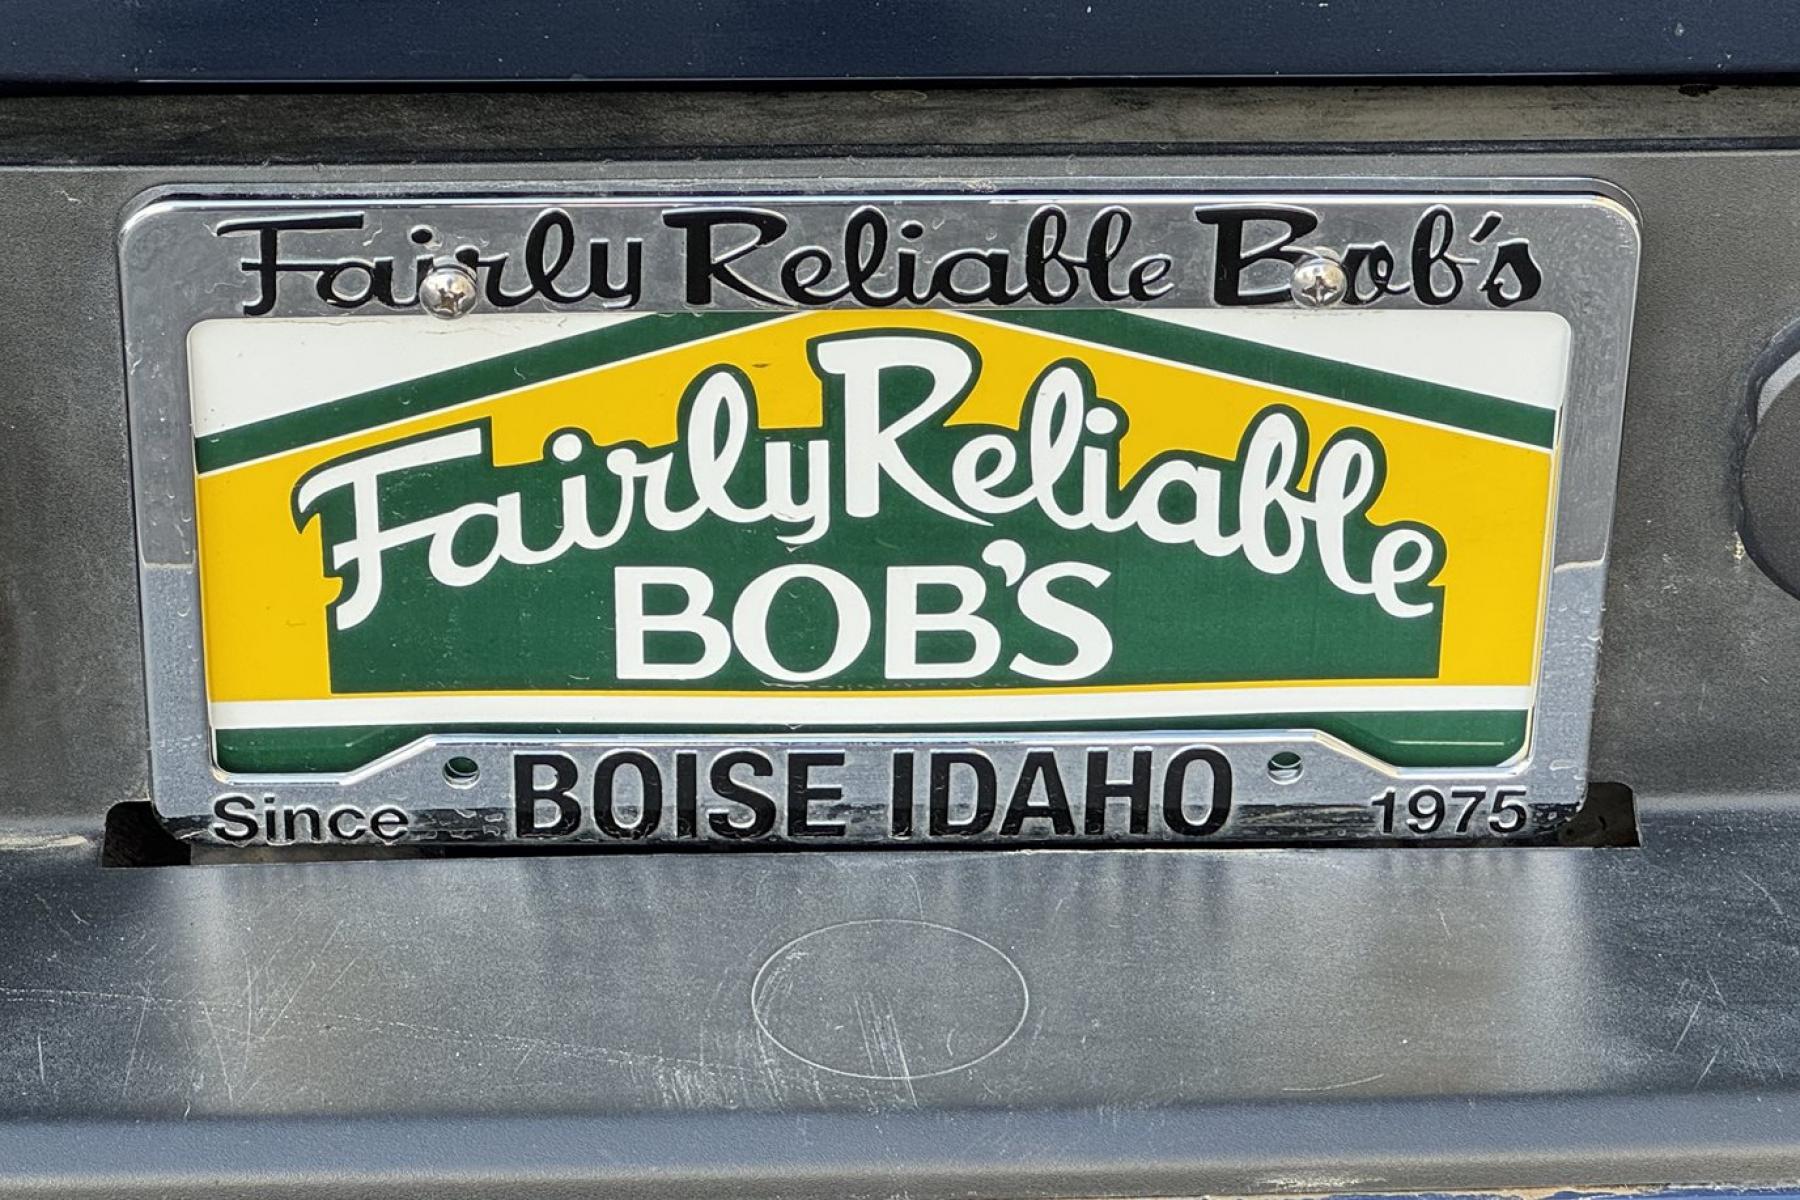 Fairly Reliable Bob's
Fairly Reliable
BOB'S
BOISE IDAHO
Since 1975